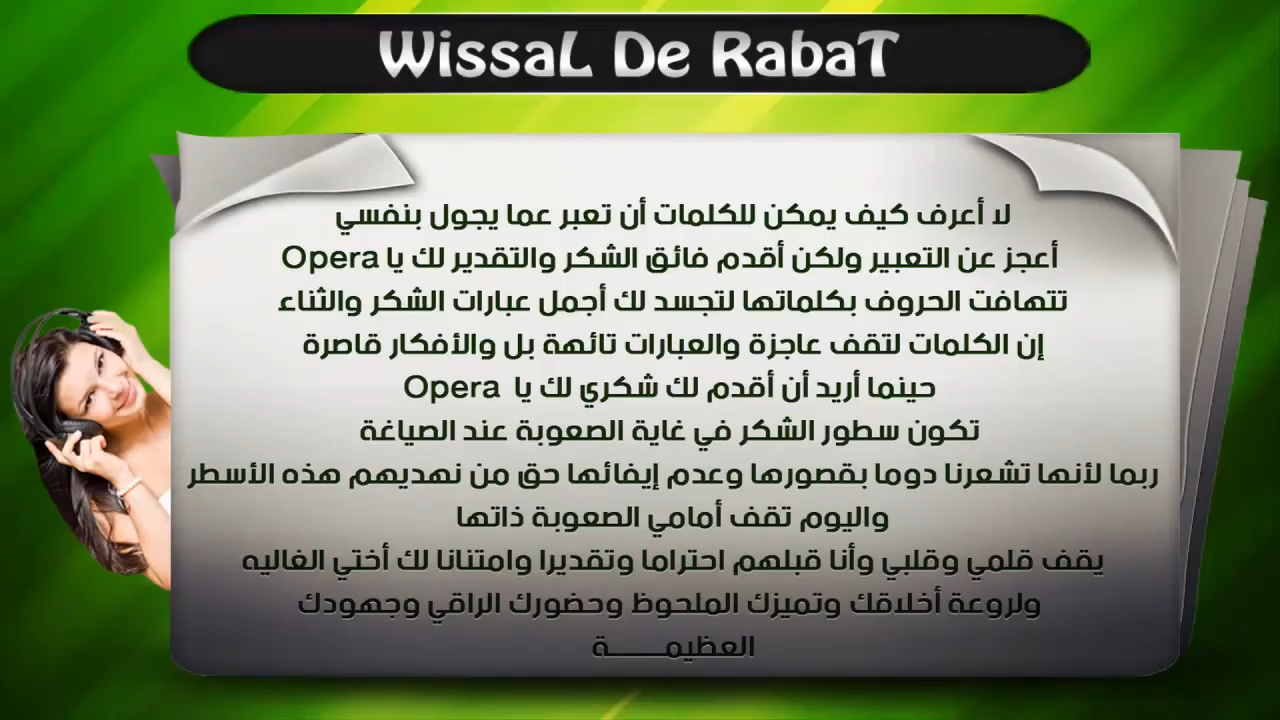 WissaL De RabaT
لا أعرف كيف يمكن للكلمات أن تعبر عما يجول بنفسي
أعجز عن التعبير ولكن أقدم فائق الشكر والتقدير لك يا Opera
تتهافت الحروف بكلماتها لتجسد لك أجمل عبارات الشكر والثناء
إن الكلمات لتقف عاجزة والعبارات تائهة بل والأفكار قاصرة
حينما أريد أن أقدم لك شكري لك يا Opera
تكون سطور الشكر في غاية الصعوبة عند الصياغة
ربما لأنها تشعرنا دوما بقصورها وعدم إيفائها حق من نهديهم هذه الأسطر
واليوم تقف أمامي الصعوبة ذاتها
يقف قلمي وقلبي وأنا قبلهم احتراما وتقديرا وامتنانا لك أختي الغاليه
ولروعة أخلاقك وتميزك الملحوظ وحضورك الراقي وجهودك
العظيمـــــــة